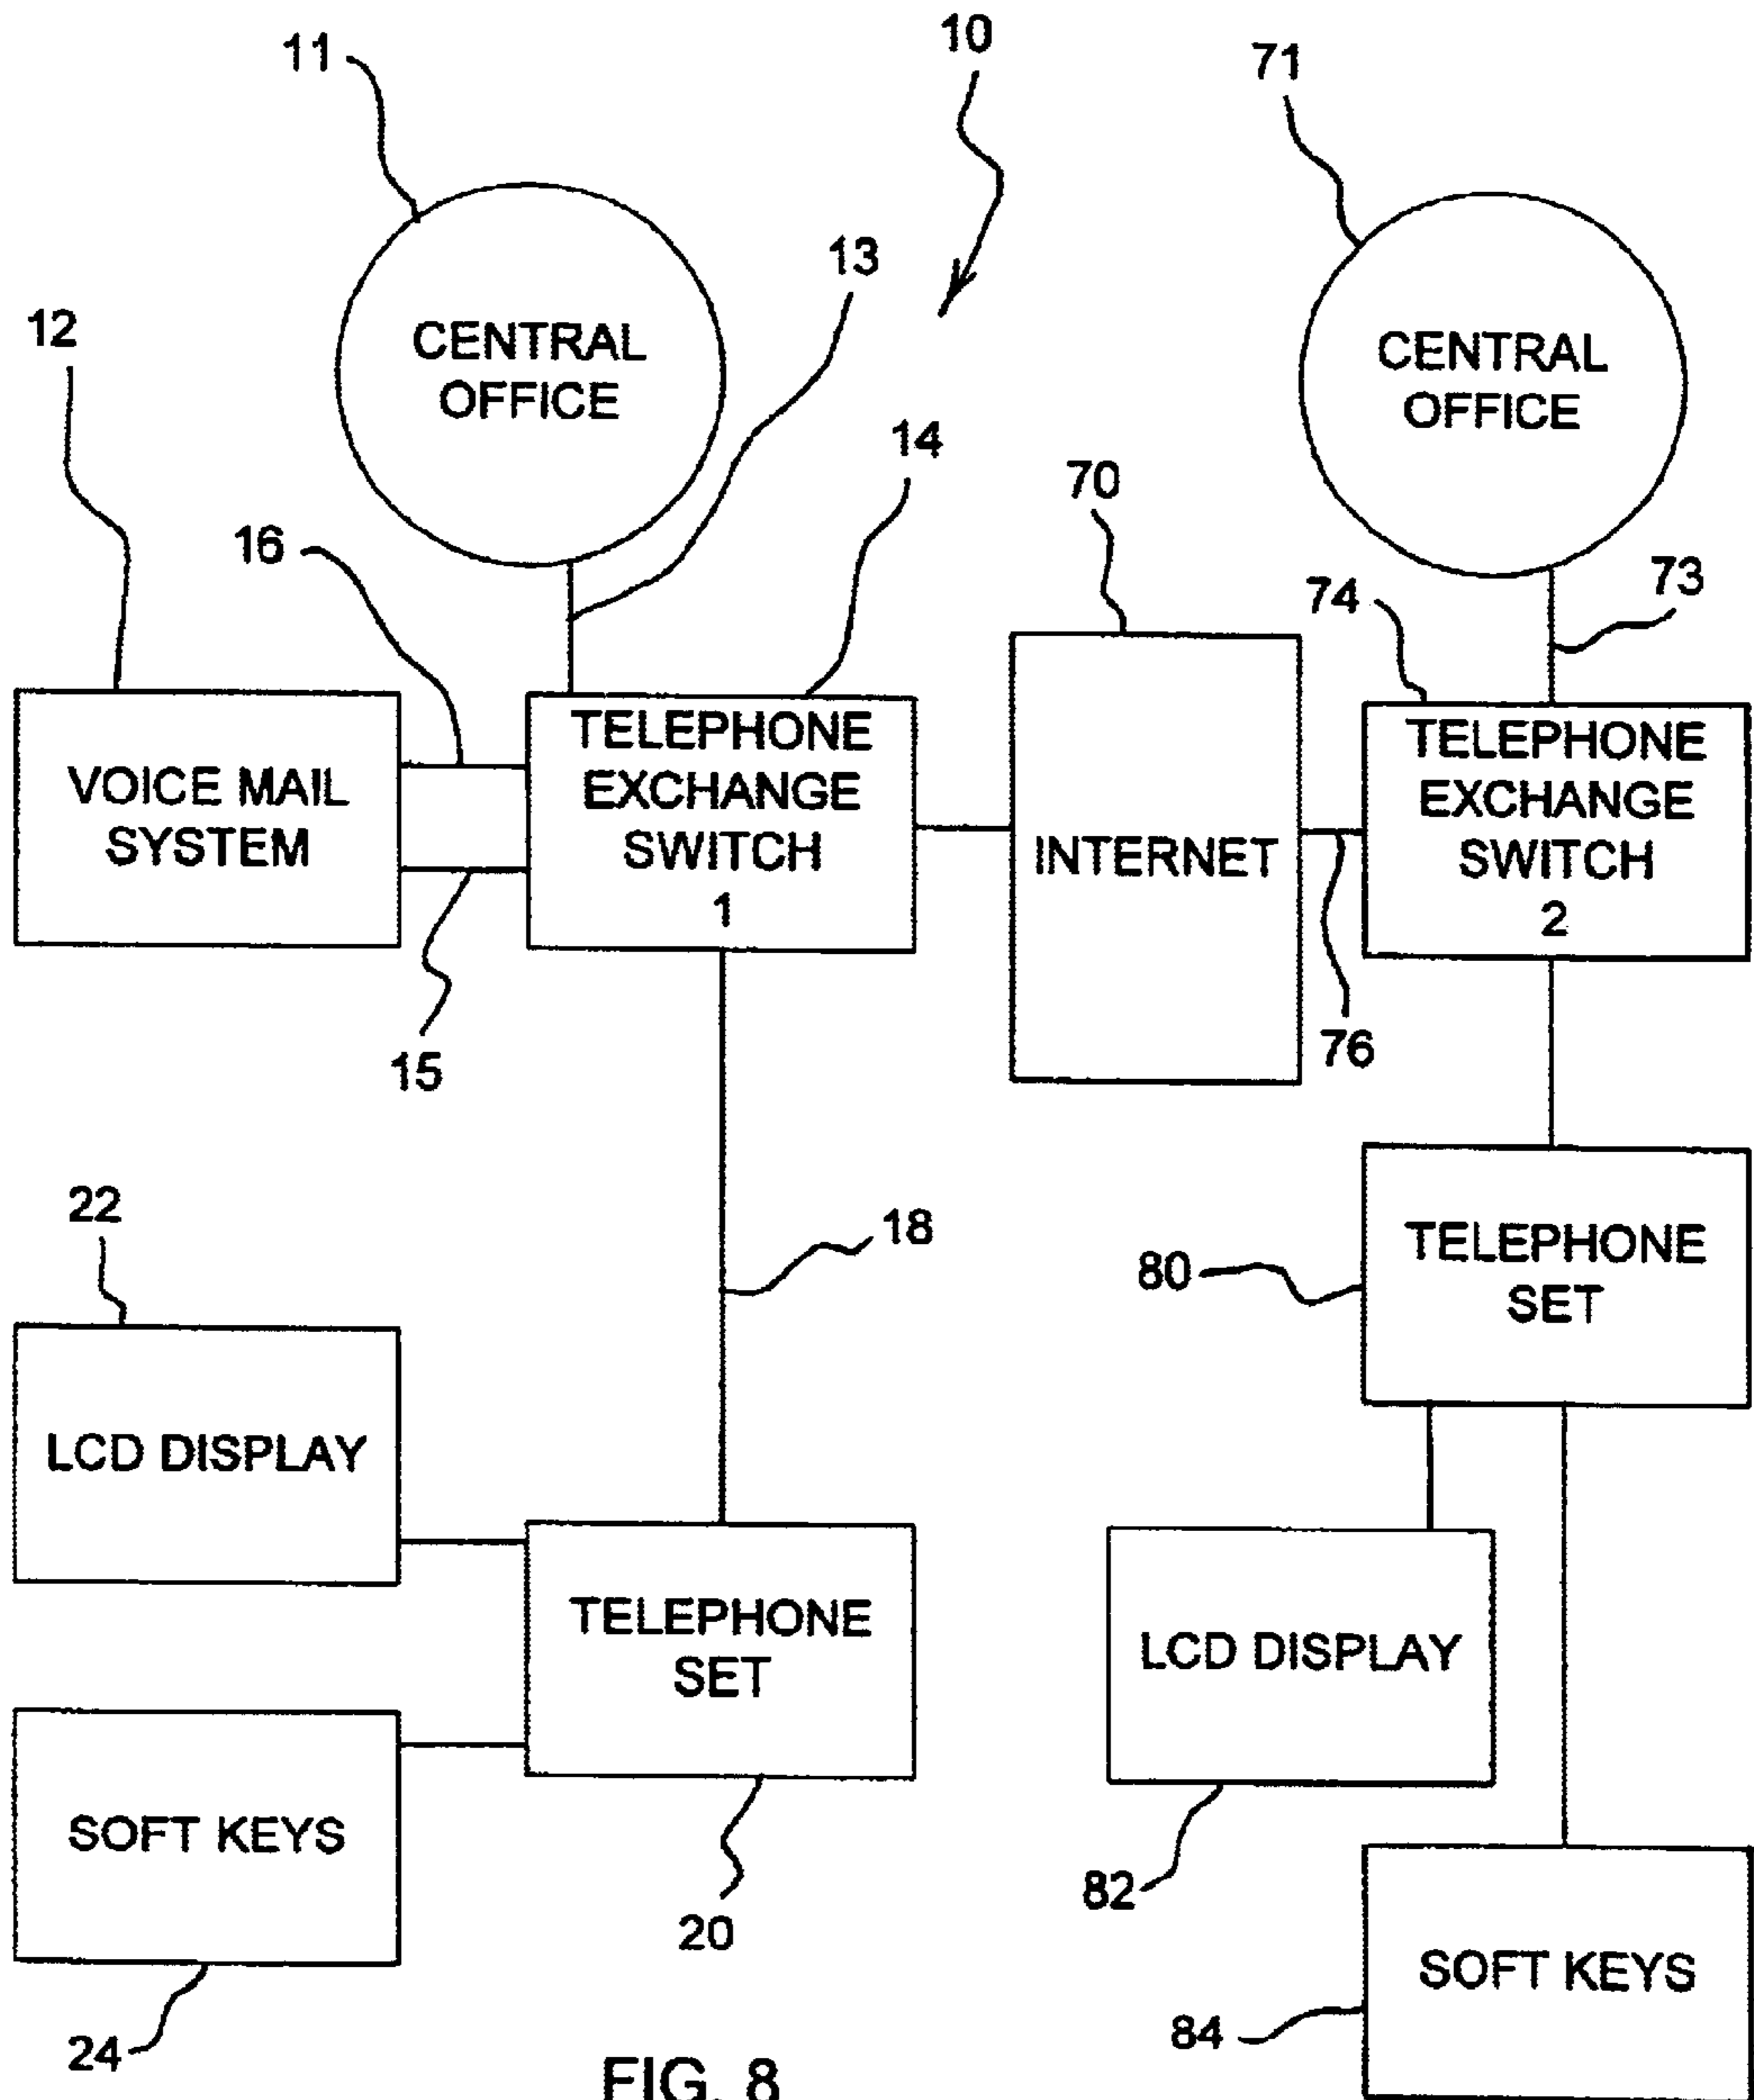 10
11
71
13
12
CENTRAL
OFFICE
CENTRAL
OFFICE
14
70
16
73
74
TELEPHONE
EXCHANGE
SWITCH
1
TELEPHONE
EXCHANGE
SWITCH
2
VOICE MAIL
SYSTEM
INTERNET
76
15
22
18
TELEPHONE
SET
80
LCD DISPLAY
TELEPHONE
SET
LCD DISPLAY
SOFT KEYS
82
20
SOFT KEYS
24
84
FIG. 8